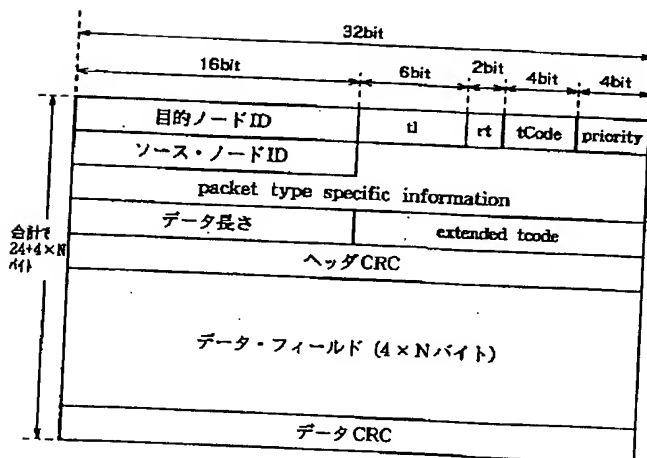 32bit
16bit
6bit
2bit
4bit
4bit
目的ノードID
tl
rt
tCode
priority
ソース・ノードID
packet type specific information
データ長さ
extended tcode
ヘッダCRC
データ・フィールド (4×Nバイト)
データCRC
合計で
24+4×N
バイト